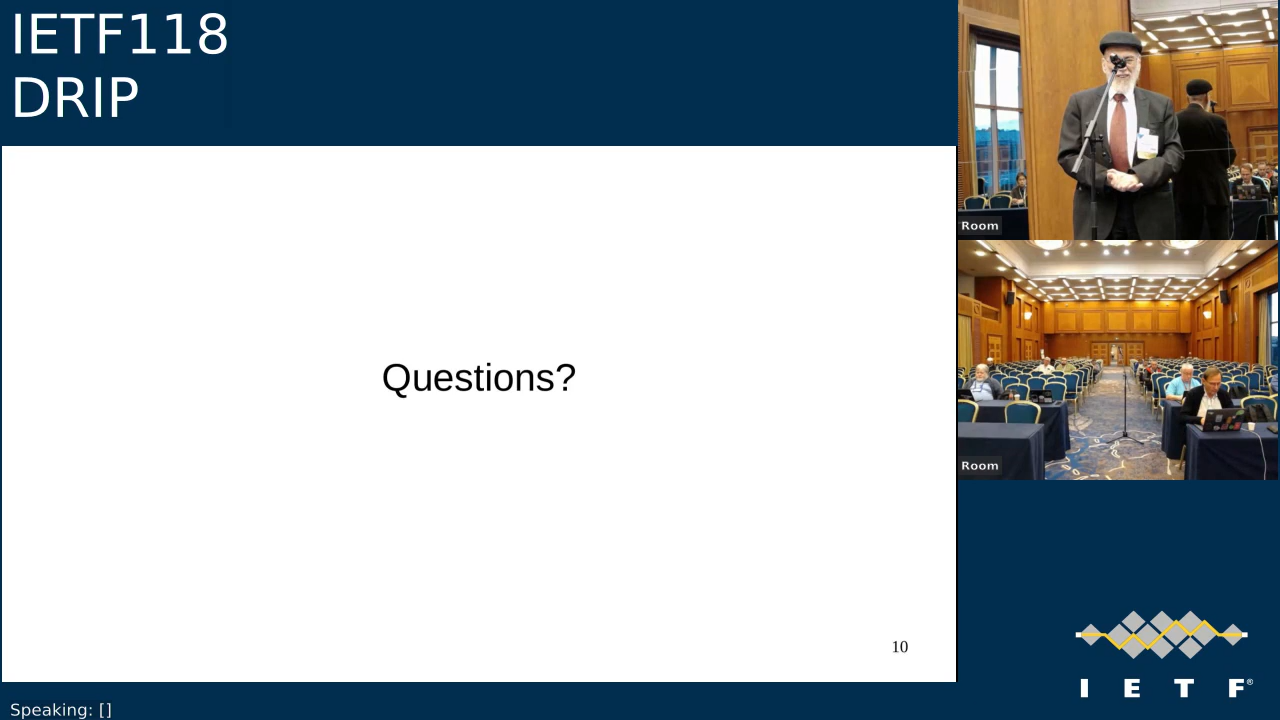 IETF118
DRIP
Room
Questions?
Room
10
I E T F®
Speaking: []